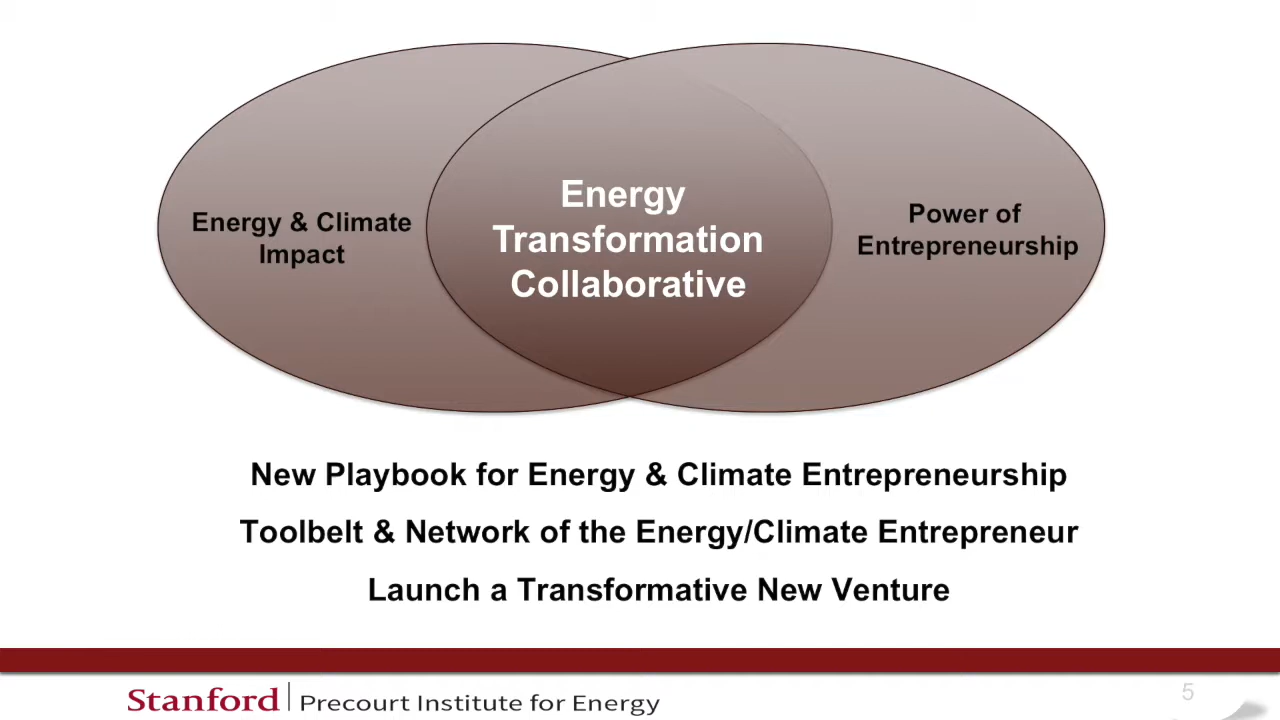 Energy & Climate
Impact
Energy
Transformation
Collaborative
Power of
Entrepreneurship
New Playbook for Energy & Climate Entrepreneurship
Toolbelt & Network of the Energy/Climate Entrepreneur
Launch a Transformative New Venture
Stanford | Precourt Institute for Energy
5